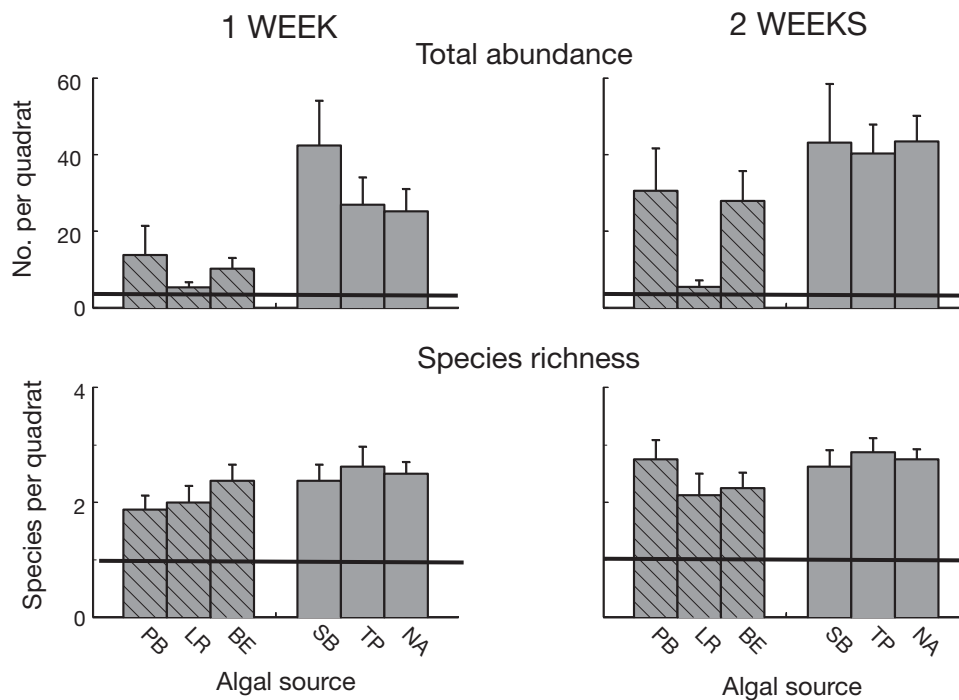 1 WEEK
2 WEEKS
Total abundance
No. per quadrat
60
40
20
0
Species richness
Species per quadrat
4
2
0
PB
LR
BE
SB
TP
NA
PB
LR
BE
SB
TP
NA
Algal source
Algal source